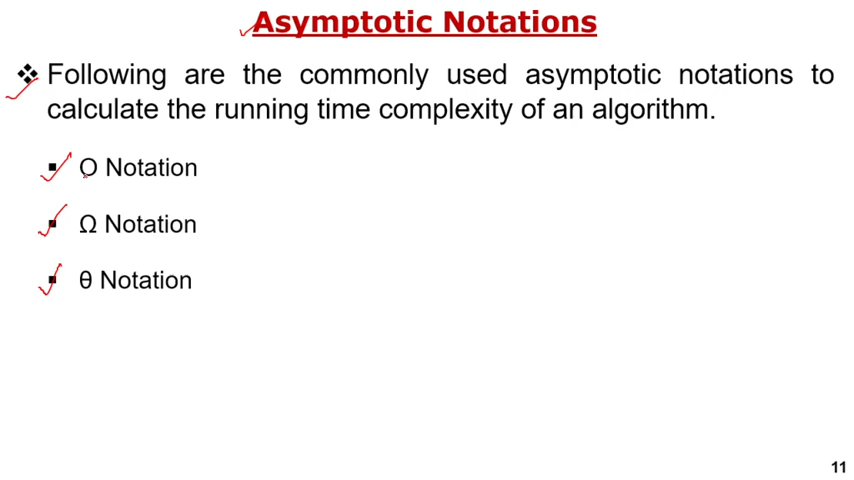 Asymptotic Notations
❖ Following are the commonly used asymptotic notations to
calculate the running time complexity of an algorithm.
▪ O Notation
▪ Ω Notation
▪ θ Notation
11